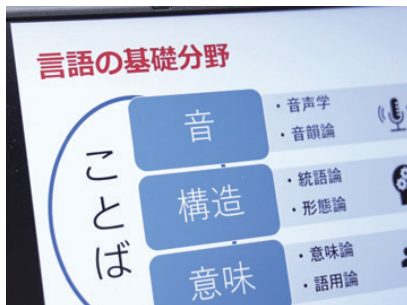 言語の基礎分野
ことば
音
・音声学
・音韻論
構造
・統語論
・形態論
意味
・意味論
・語用論